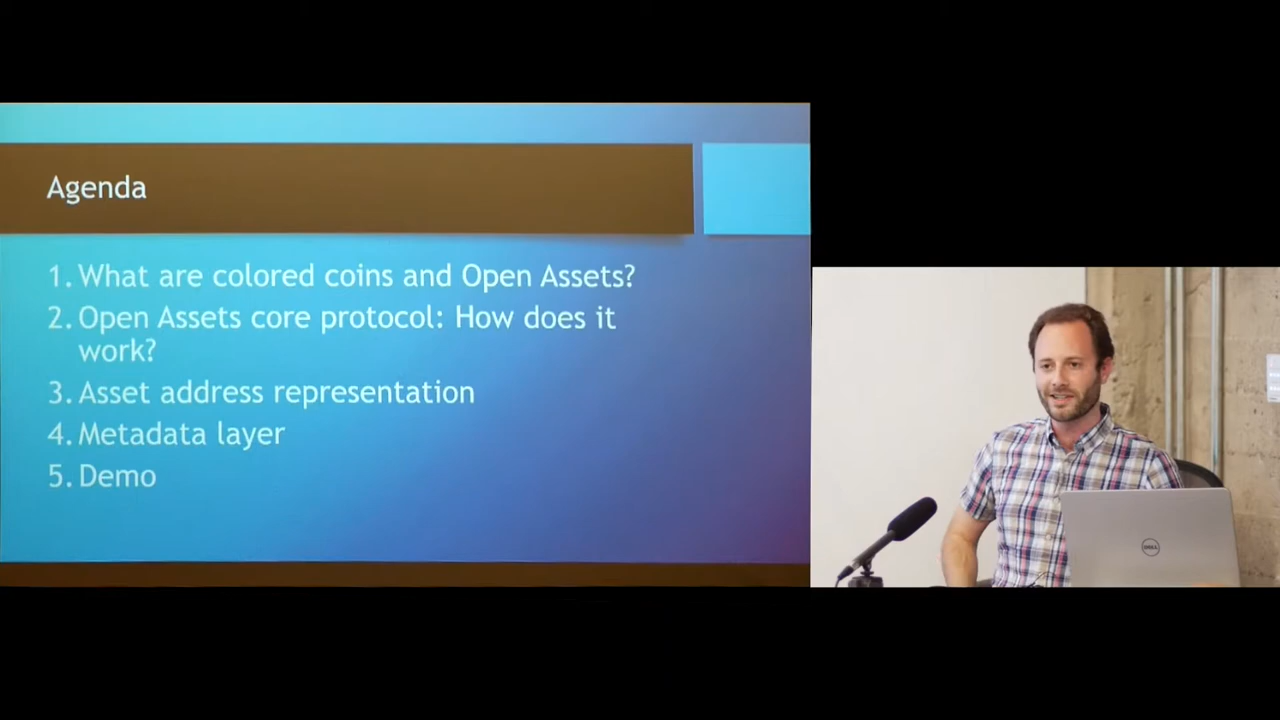 Agenda
1. What are colored coins and Open Assets?
2. Open Assets core protocol: How does it
work?
3. Asset address representation
4. Metadata layer
5. Demo
DELL